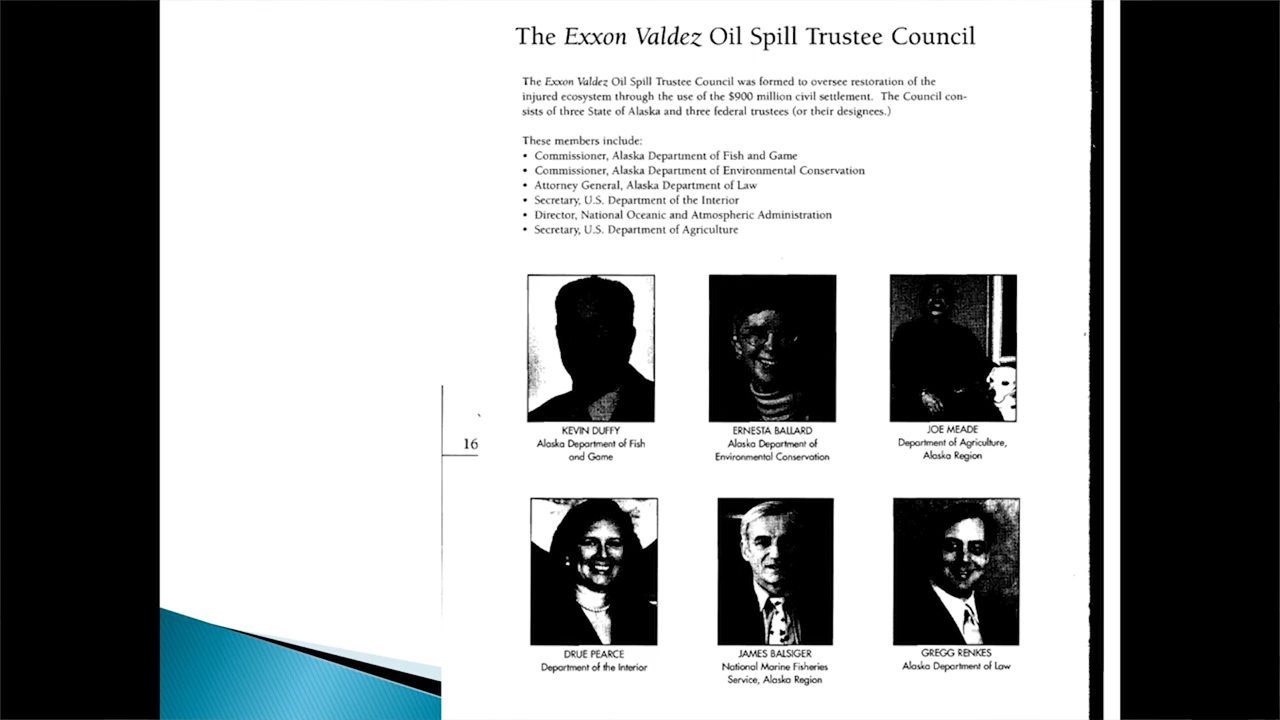 The Exxon Valdez Oil Spill Trustee Council
The Exxon Valdez Oil Spill Trustee Council was formed to oversee restoration of the
injured ecosystem through the use of the $900 million civil settlement. The Council con-
sists of three State of Alaska and three federal trustees (or their designees.)
These members include:
• Commissioner, Alaska Department of Fish and Game
• Commissioner, Alaska Department of Environmental Conservation
• Attorney General, Alaska Department of Law
• Secretary, U.S. Department of the Interior
• Director, National Oceanic and Atmospheric Administration
• Secretary, U.S. Department of Agriculture
KEVIN DUFFY
Alaska Department of Fish
and Game
ERNESTA BALLARD
Alaska Department of
Environmental Conservation
JOE MEADE
Department of Agriculture,
Alaska Region
16
DRUE PEARCE
Department of the Interior
JAMES BALSIGER
National Marine Fisheries
Service, Alaska Region
GREGG RENKES
Alaska Department of Law